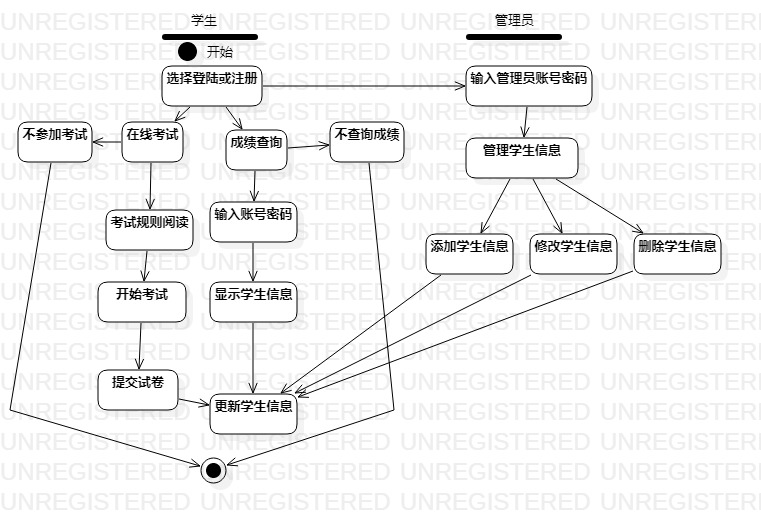 学生
管理员
开始
选择登陆或注册
输入管理员账号密码
不参加考试
在线考试
成绩查询
不查询成绩
管理学生信息
考试规则阅读
输入账号密码
添加学生信息
修改学生信息
删除学生信息
开始考试
显示学生信息
提交试卷
更新学生信息
UNREGISTERED